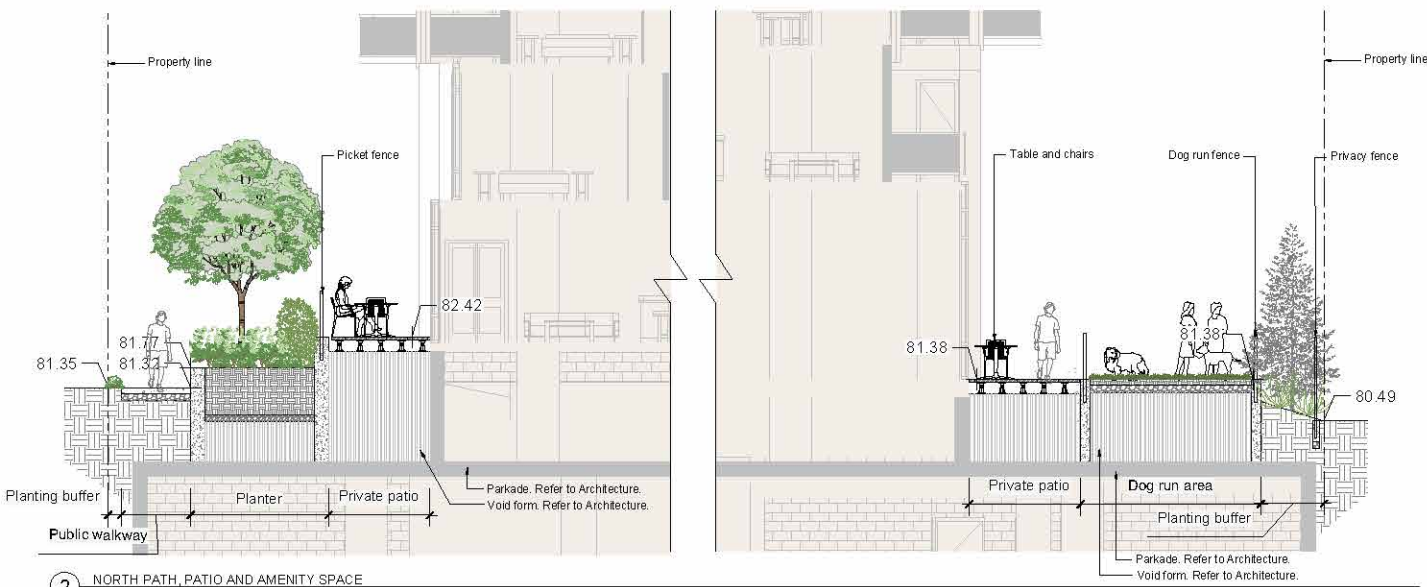 Property line
Property line
Picket fence
Table and chairs
Dog run fence
Privacy fence
82.42
81.77
81.35
81.38
81.38
80.49
Planting buffer
Planter
Private patio
Public walkway
Parkade. Refer to Architecture.
Void form. Refer to Architecture.
Private patio
Dog run area
Planting buffer
Parkade. Refer to Architecture.
Void form. Refer to Architecture.
2
NORTH PATH, PATIO AND AMENITY SPACE